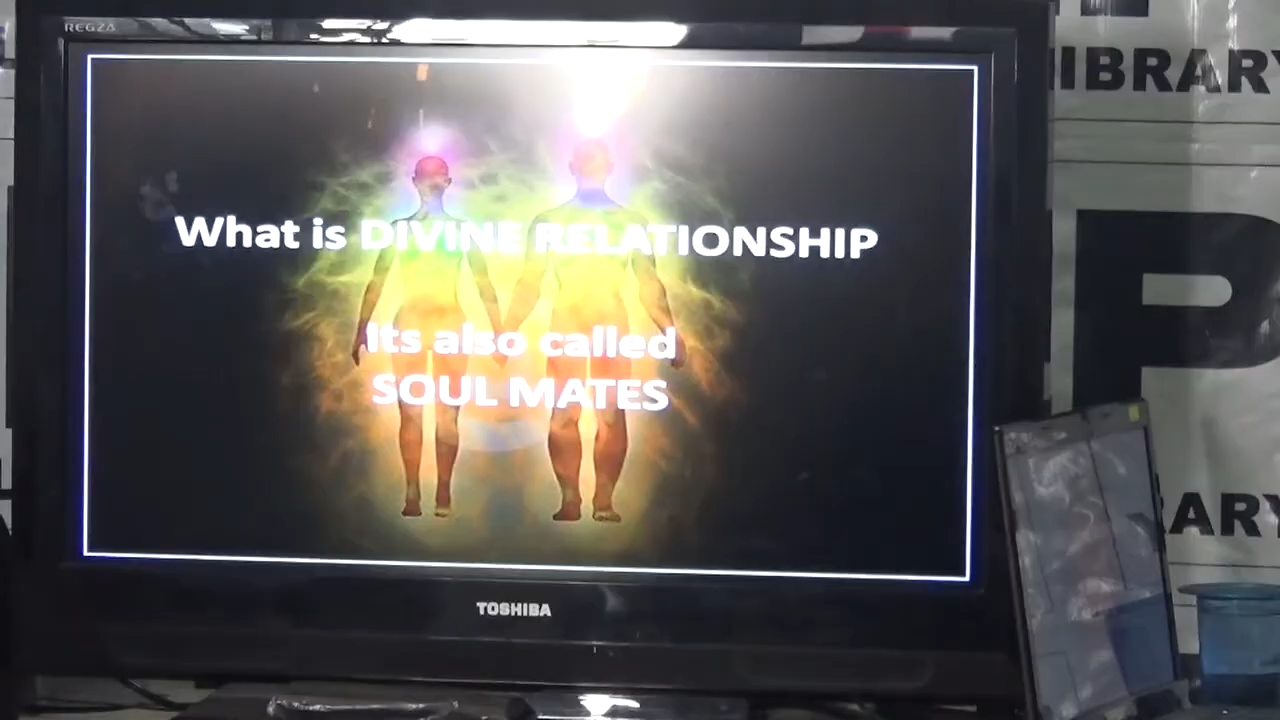 REGZA
What is DIVINE RELATIONSHIP
Its also called
SOUL MATES
TOSHIBA
IBRARY
P
RARY